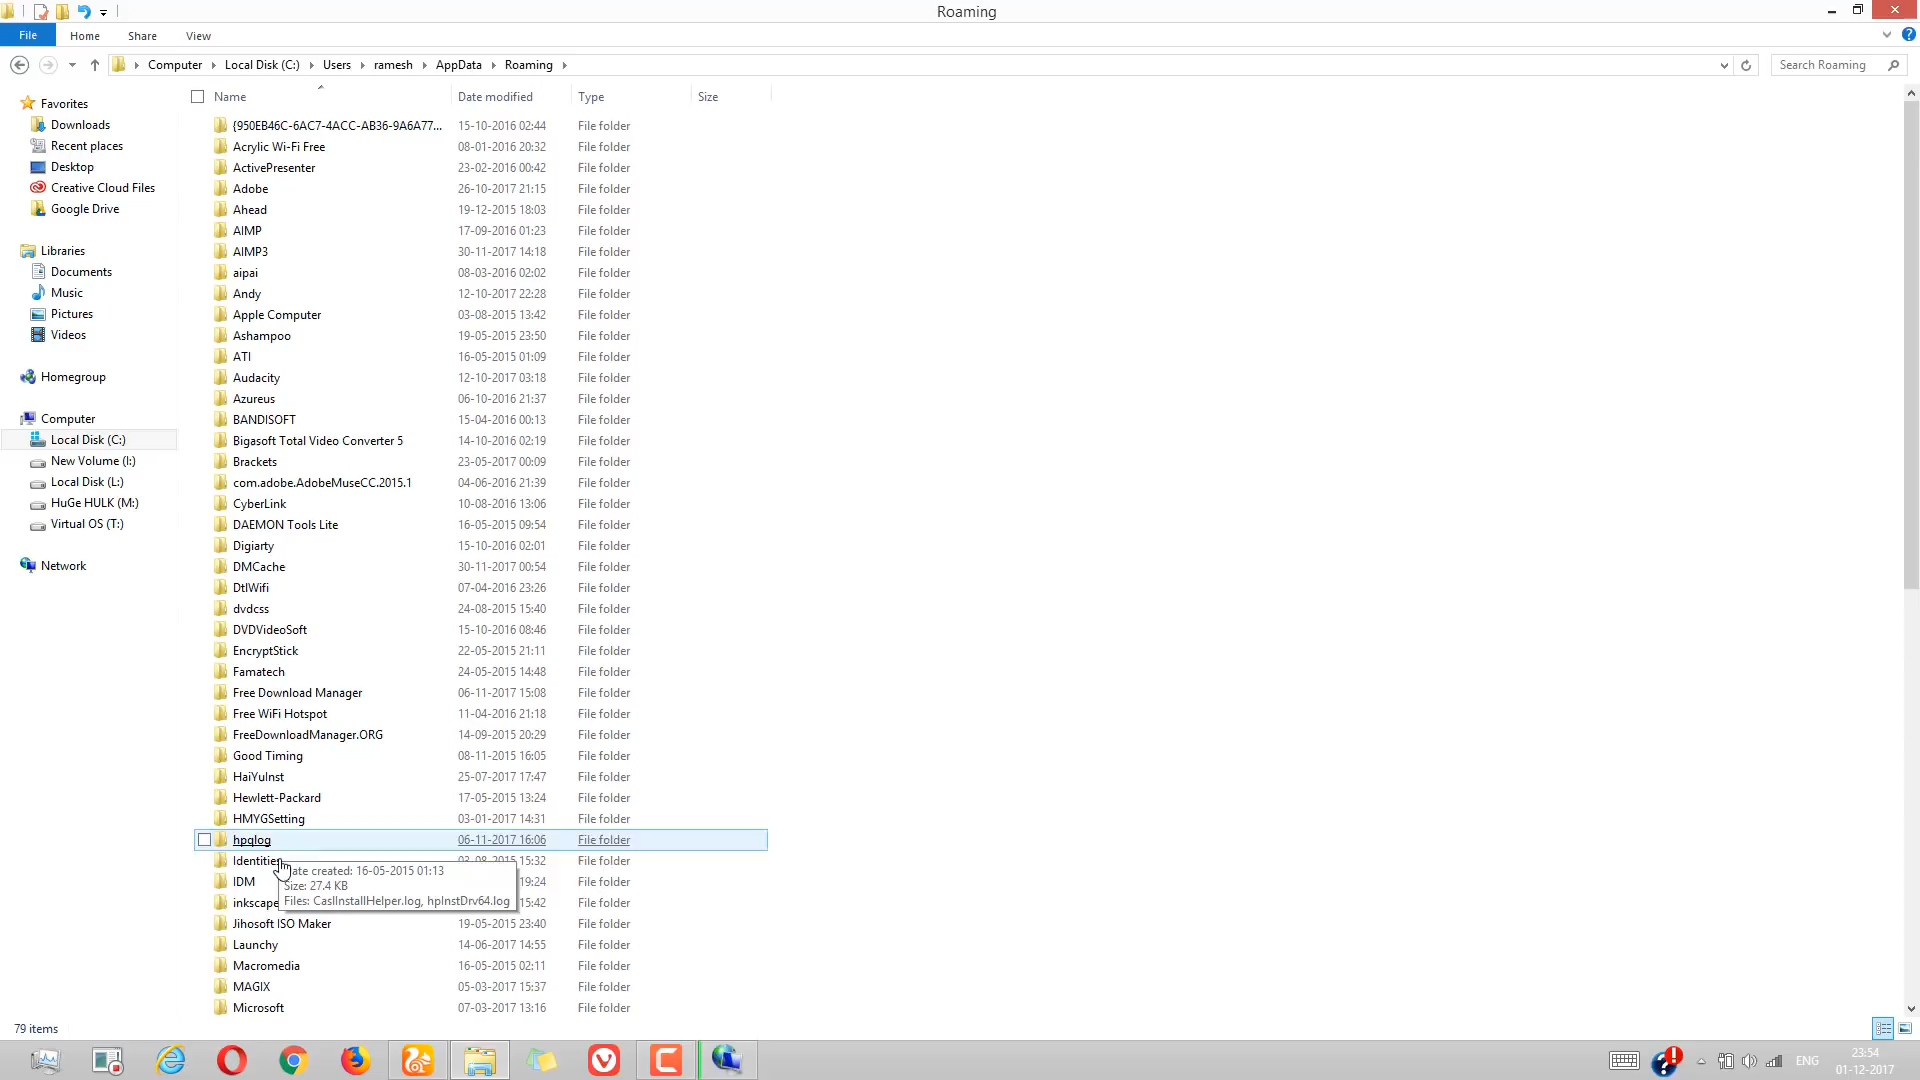 Roaming
File Home Share View
Computer Local Disk (C:) Users ramesh AppData Roaming Search Roaming
Name Date modified Type Size
Favorites
Downloads
Recent places
Desktop
Creative Cloud Files
Google Drive
Libraries
Documents
Music
Pictures
Videos
Homegroup
Computer
Local Disk (C:)
New Volume (I:)
Local Disk (L:)
HuGe HULK (M:)
Virtual OS (T:)
Network
{950EB46C-6AC7-4ACC-AB36-9A6A77... 15-10-2016 02:44 File folder
Acrylic Wi-Fi Free 08-01-2016 20:32 File folder
ActivePresenter 23-02-2016 00:42 File folder
Adobe 26-10-2017 21:15 File folder
Ahead 19-12-2015 18:03 File folder
AIMP 17-09-2016 01:23 File folder
AIMP3 30-11-2017 14:18 File folder
aipai 08-03-2016 02:02 File folder
Andy 12-10-2017 22:28 File folder
Apple Computer 03-08-2015 13:42 File folder
Ashampoo 19-05-2015 23:50 File folder
ATI 16-05-2015 01:09 File folder
Audacity 12-10-2017 03:18 File folder
Azureus 06-10-2016 21:37 File folder
BANDISOFT 15-04-2016 00:13 File folder
Bigasoft Total Video Converter 5 14-10-2016 02:19 File folder
Brackets 23-05-2017 00:09 File folder
com.adobe.AdobeMuseCC.2015.1 04-06-2016 21:39 File folder
CyberLink 10-08-2016 13:06 File folder
DAEMON Tools Lite 16-05-2015 09:54 File folder
Digiarty 15-10-2016 02:01 File folder
DMCache 30-11-2017 00:54 File folder
DtlWifi 07-04-2016 23:26 File folder
dvdcss 24-08-2015 15:40 File folder
DVDVideoSoft 15-10-2016 08:46 File folder
EncryptStick 22-05-2015 21:11 File folder
Famatech 24-05-2015 14:48 File folder
Free Download Manager 06-11-2017 15:08 File folder
Free WiFi Hotspot 11-04-2016 21:18 File folder
FreeDownloadManager.ORG 14-09-2015 20:29 File folder
Good Timing 08-11-2015 16:05 File folder
HaiYuInst 25-07-2017 17:47 File folder
Hewlett-Packard 17-05-2015 13:24 File folder
HMYGSetting 03-01-2017 14:31 File folder
hpqlog 06-11-2017 16:06 File folder
Identities 03-08-2015 15:32 File folder
IDM 19:24 File folder
inkscape 15:42 File folder
Jihosoft ISO Maker 19-05-2015 23:40 File folder
Launchy 14-06-2017 14:55 File folder
Macromedia 16-05-2015 02:11 File folder
MAGIX 05-03-2017 15:37 File folder
Microsoft 07-03-2017 13:16 File folder
ate created: 16-05-2015 01:13
Size: 27.4 KB
Files: CaslInstallHelper.log, hpInstDrv64.log
79 items
ENG
23:54
01-12-2017